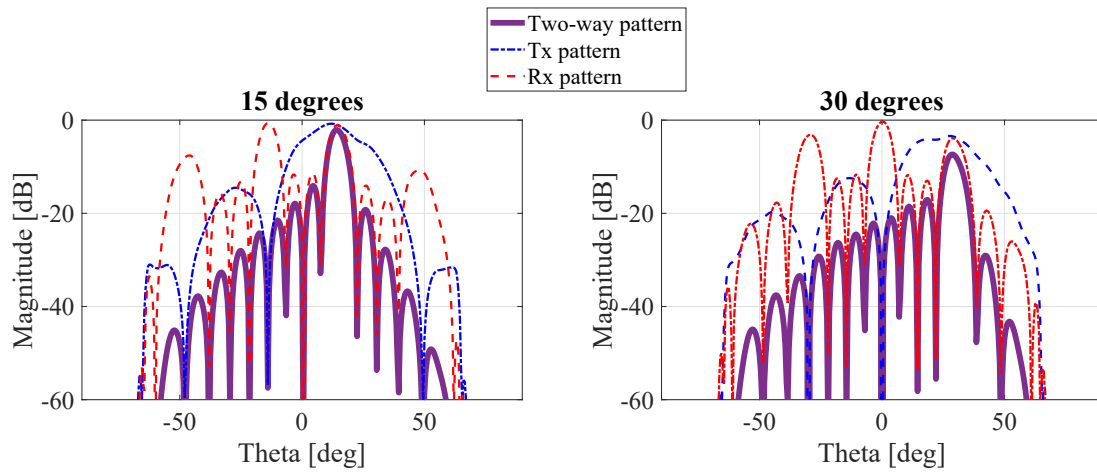 Two-way pattern
Tx pattern
Rx pattern
15 degrees
0
-20
-40
-60
Magnitude [dB]
-50
0
50
Theta [deg]
30 degrees
0
-20
-40
-60
Magnitude [dB]
-50
0
50
Theta [deg]